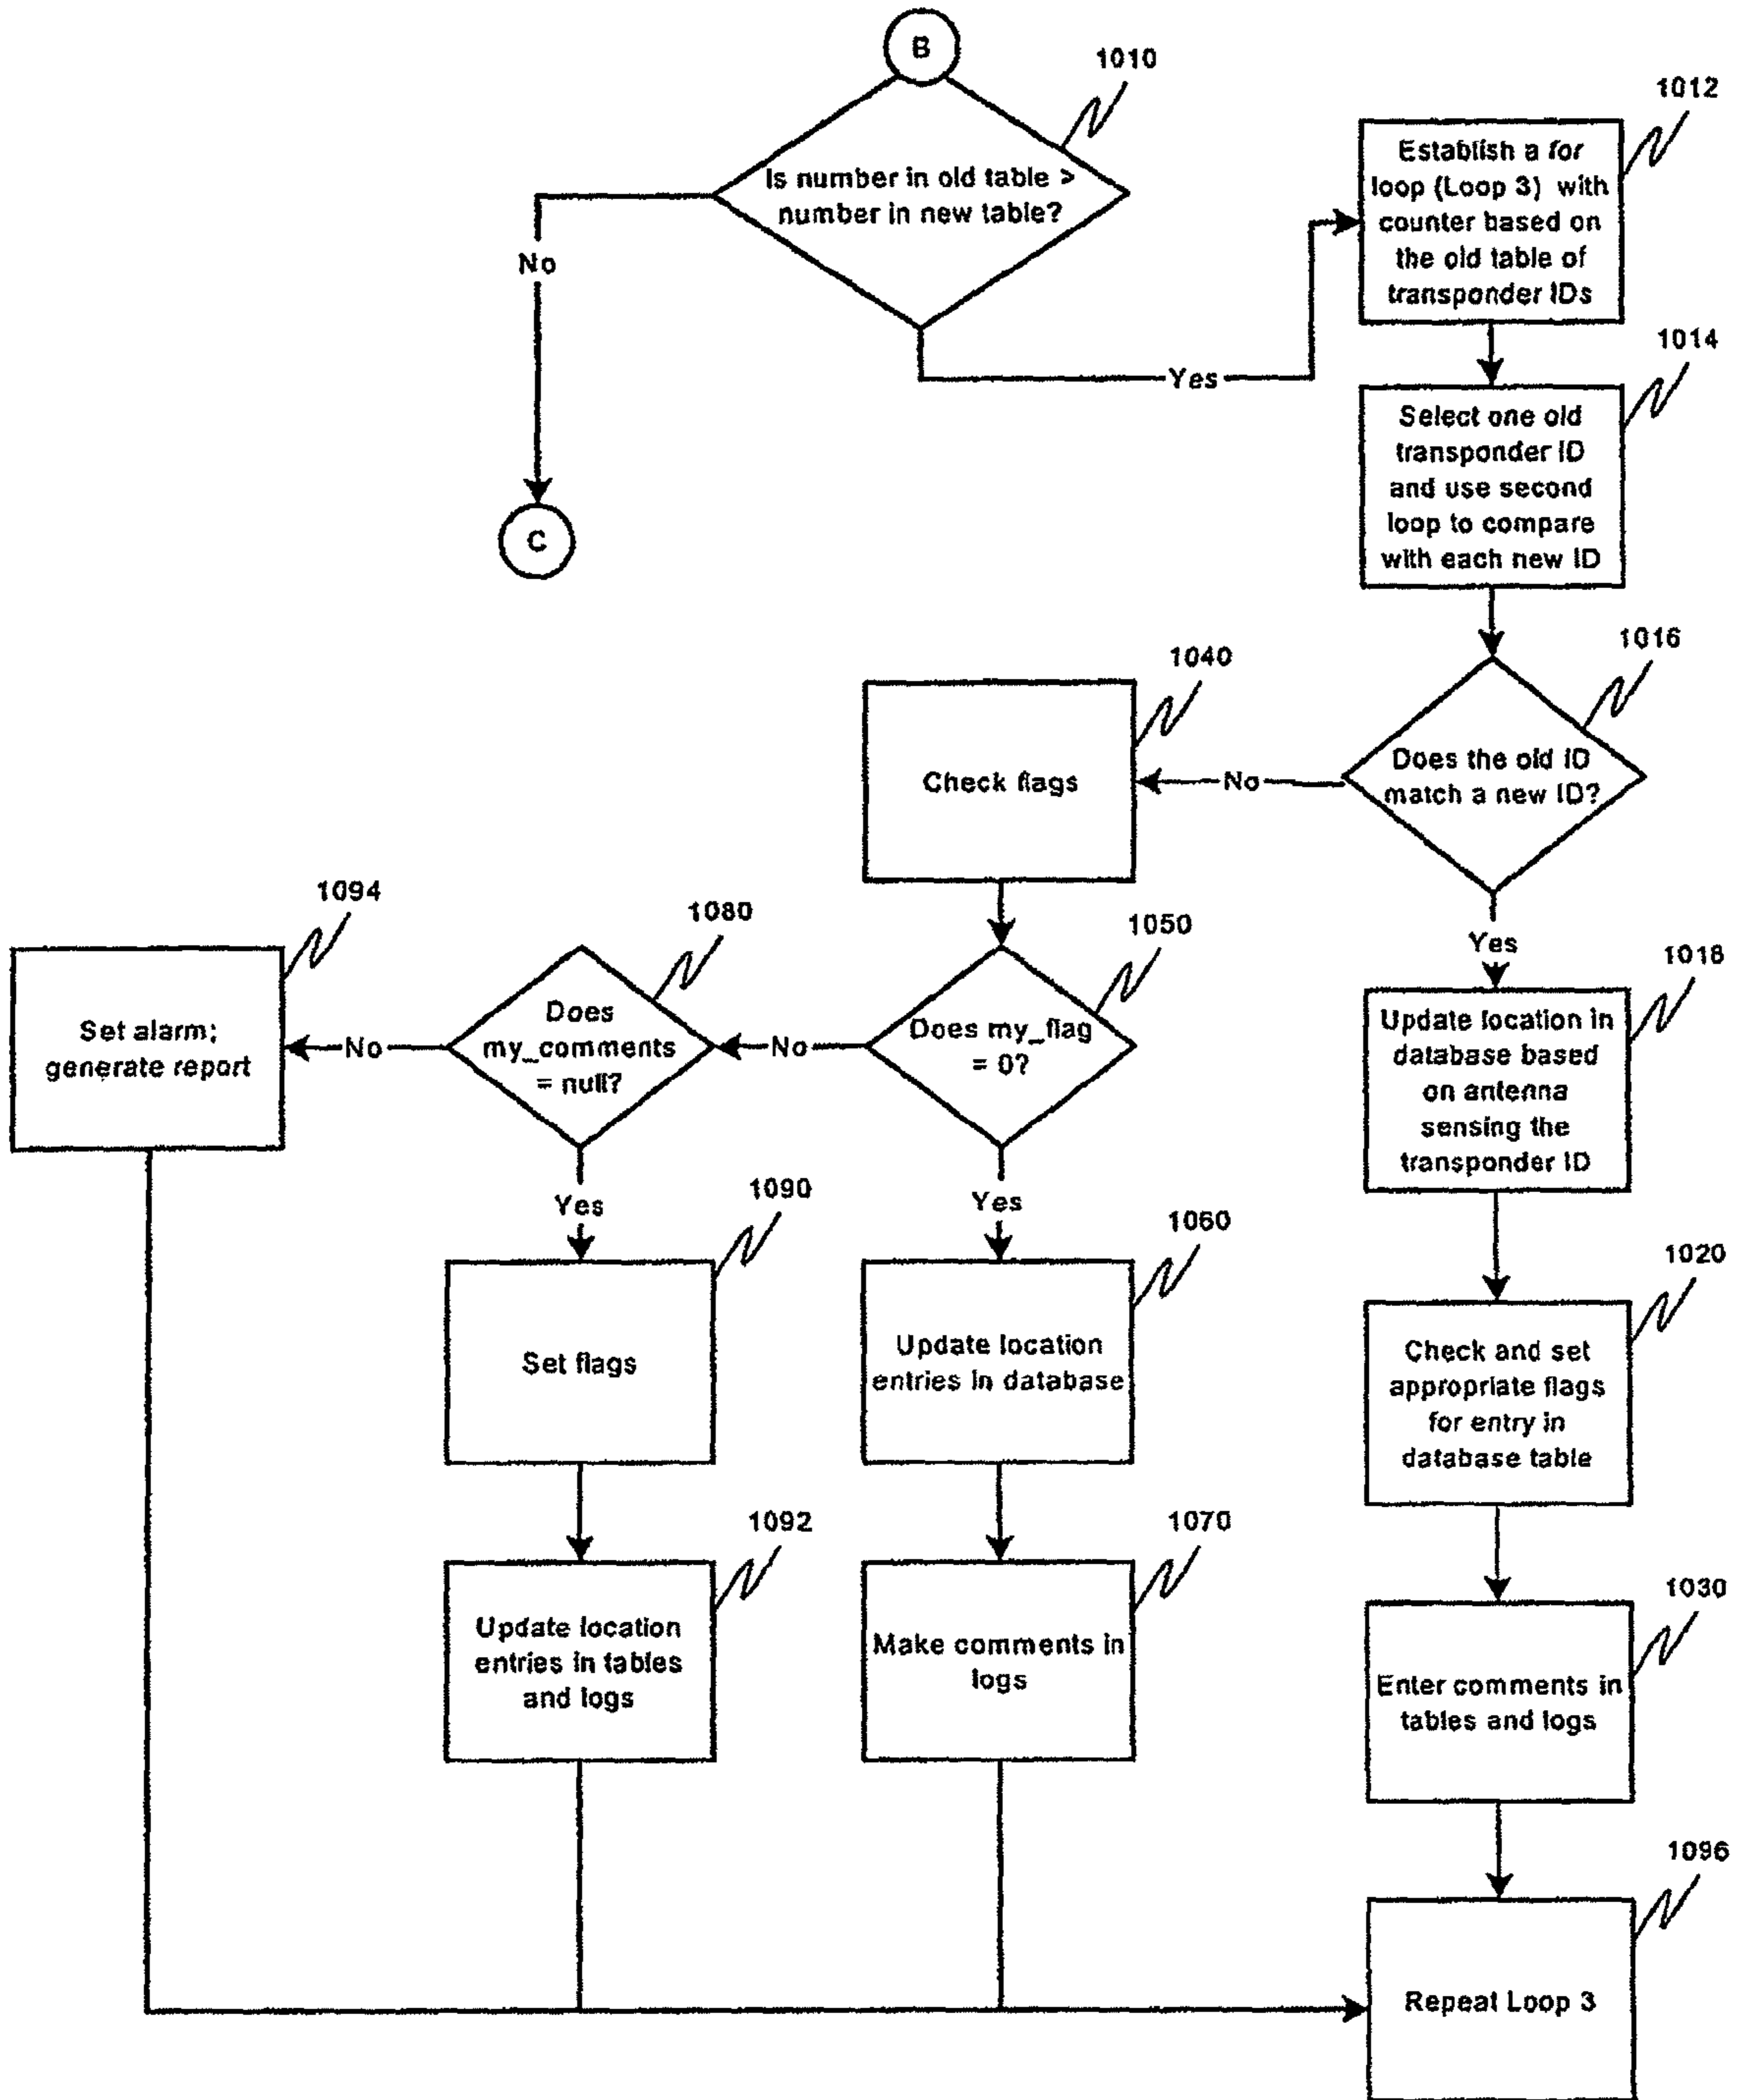 B
1010
Is number in old table >
number in new table?
No
Yes
C
1012
Establish a for
loop (Loop 3) with
counter based on
the old table of
transponder IDs
1014
Select one old
transponder ID
and use second
loop to compare
with each new ID
1016
Does the old ID
match a new ID?
No
Yes
1040
Check flags
1050
Does my_flag
= 0?
No
Yes
1080
Does
my_comments
= null?
No
Yes
1094
Set alarm;
generate report
1090
Set flags
1092
Update location
entries in tables
and logs
1060
Update location
entries in database
1070
Make comments in
logs
1018
Update location in
database based
on antenna
sensing the
transponder ID
1020
Check and set
appropriate flags
for entry in
database table
1030
Enter comments in
tables and logs
1096
Repeat Loop 3